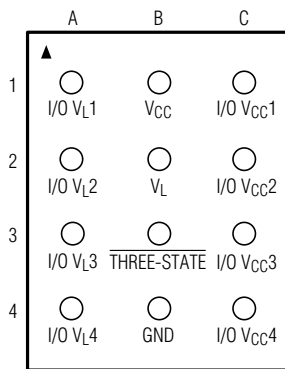 A B C
1
I/O VL1 VCC I/O VCC1
2
I/O VL2 VL I/O VCC2
3
I/O VL3 THREE-STATE I/O VCC3
4
I/O VL4 GND I/O VCC4